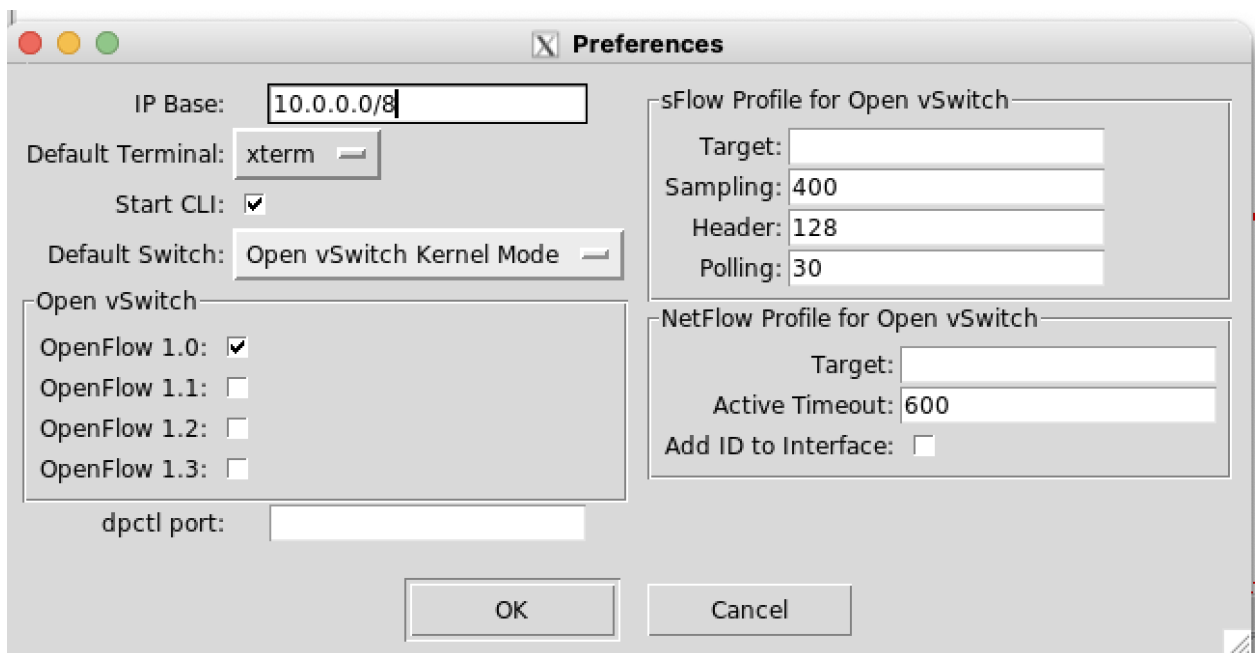 Preferences
IP Base: 10.0.0.0/8
Default Terminal: xterm
Start CLI:
Default Switch: Open vSwitch Kernel Mode
Open vSwitch
OpenFlow 1.0:
OpenFlow 1.1:
OpenFlow 1.2:
OpenFlow 1.3:
dpctl port:
sFlow Profile for Open vSwitch
Target:
Sampling: 400
Header: 128
Polling: 30
NetFlow Profile for Open vSwitch
Target:
Active Timeout: 600
Add ID to Interface:
OK
Cancel